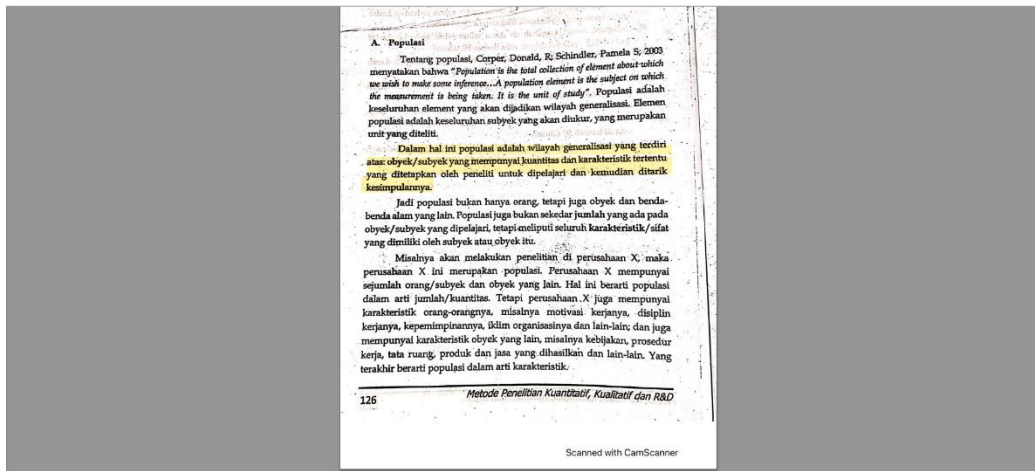 A. Populasi
Tentang populasi, Corper, Donald, R; Schindler, Pamela S; 2003
menyatakan bahwa "Population is the total collection of element about which
we wish to make some inference...A population element is the subject on which
the measurement is being taken. It is the unit of study". Populasi adalah
keseluruhan element yang akan dijadikan wilayah generalisasi. Elemen
populasi adalah keseluruhan subyek yang akan diukur, yang merupakan
unit yang diteliti.
Dalam hal ini populasi adalah wilayah generalisasi yang terdiri
atas: obyek/subyek yang mempunyai kuantitas dan karakteristik tertentu
yang ditetapkan oleh peneliti untuk dipelajari dan kemudian ditarik
kesimpulannya.
Jadi populasi bukan hanya orang, tetapi juga obyek dan benda-
benda alam yang lain. Populasi juga bukan sekedar jumlah yang ada pada
obyek/subyek yang dipelajari, tetapi meliputi seluruh karakteristik/sifat
yang dimiliki oleh subyek atau obyek itu.
Misalnya akan melakukan penelitian di perusahaan X, maka
perusahaan X ini merupakan populasi. Perusahaan X mempunyai
sejumlah orang/subyek dan obyek yang lain. Hal ini berarti populasi
dalam arti jumlah/kuantitas. Tetapi perusahaan X juga mempunyai
karakteristik orang-orangnya, misalnya motivasi kerjanya, disiplin
kerjanya, kepemimpinannya, iklim organisasinya dan lain-lain; dan juga
mempunyai karakteristik obyek yang lain, misalnya kebijakan, prosedur
kerja, tata ruang, produk dan jasa yang dihasilkan dan lain-lain. Yang
terakhir berarti populasi dalam arti karakteristik.
126
Metode Penelitian Kuantitatif, Kualitatif dan R&D
Scanned with CamScanner